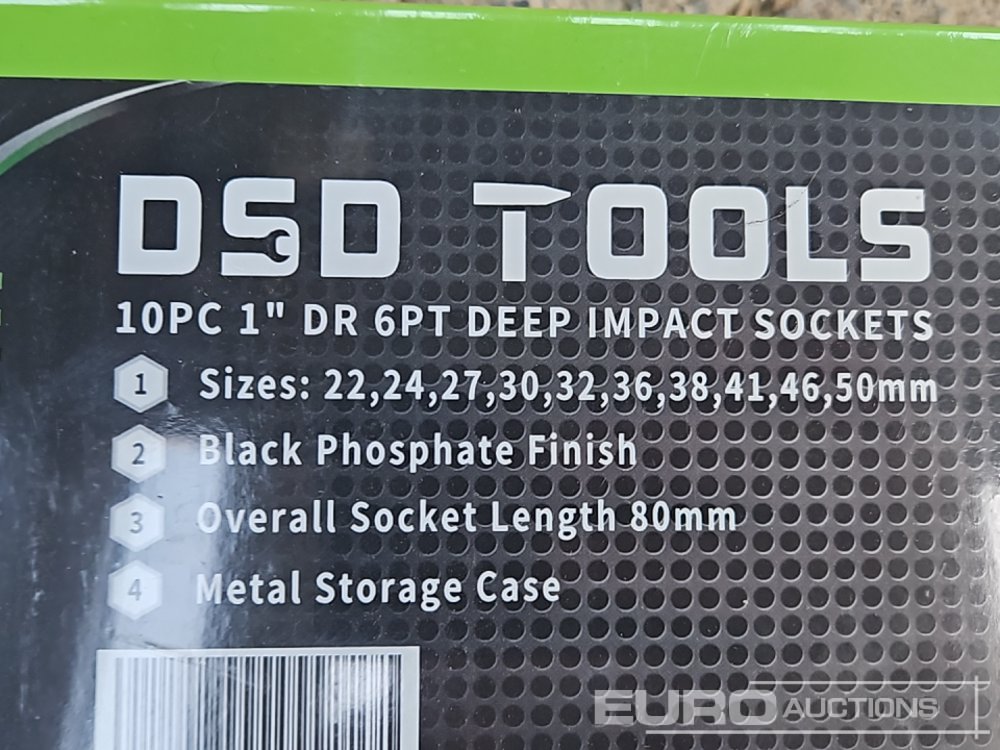 DSD TOOLS
10PC 1" DR 6PT DEEP IMPACT SOCKETS
1 Sizes: 22,24,27,30,32,36,38,41,46,50mm
2 Black Phosphate Finish
3 Overall Socket Length 80mm
4 Metal Storage Case
EURO AUCTIONS